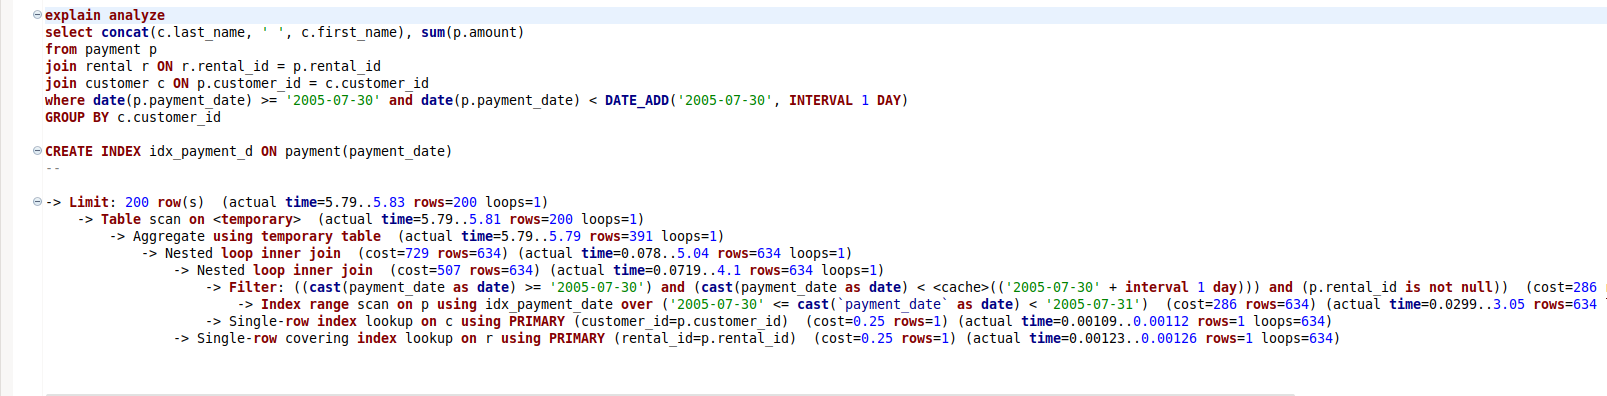 explain analyze
select concat(c.last_name, ' ', c.first_name), sum(p.amount)
from payment p
join rental r ON r.rental_id = p.rental_id
join customer c ON p.customer_id = c.customer_id
where date(p.payment_date) >= '2005-07-30' and date(p.payment_date) < DATE_ADD('2005-07-30', INTERVAL 1 DAY)
GROUP BY c.customer_id
CREATE INDEX idx_payment_d ON payment(payment_date)
--
-> Limit: 200 row(s)  (actual time=5.79..5.83 rows=200 loops=1)
-> Table scan on <temporary>  (actual time=5.79..5.81 rows=200 loops=1)
-> Aggregate using temporary table  (actual time=5.79..5.79 rows=391 loops=1)
-> Nested loop inner join  (cost=729 rows=634) (actual time=0.078..5.04 rows=634 loops=1)
-> Nested loop inner join  (cost=507 rows=634) (actual time=0.0719..4.1 rows=634 loops=1)
-> Filter: ((cast(payment_date as date) >= '2005-07-30') and (cast(payment_date as date) < <cache>(('2005-07-30' + interval 1 day))) and (p.rental_id is not null))  (cost=286
-> Index range scan on p using idx_payment_date over ('2005-07-30' <= cast(`payment_date` as date) < '2005-07-31')  (cost=286 rows=634) (actual time=0.0299..3.05 rows=634
-> Single-row index lookup on c using PRIMARY (customer_id=p.customer_id)  (cost=0.25 rows=1) (actual time=0.00109..0.00112 rows=1 loops=634)
-> Single-row covering index lookup on r using PRIMARY (rental_id=p.rental_id)  (cost=0.25 rows=1) (actual time=0.00123..0.00126 rows=1 loops=634)